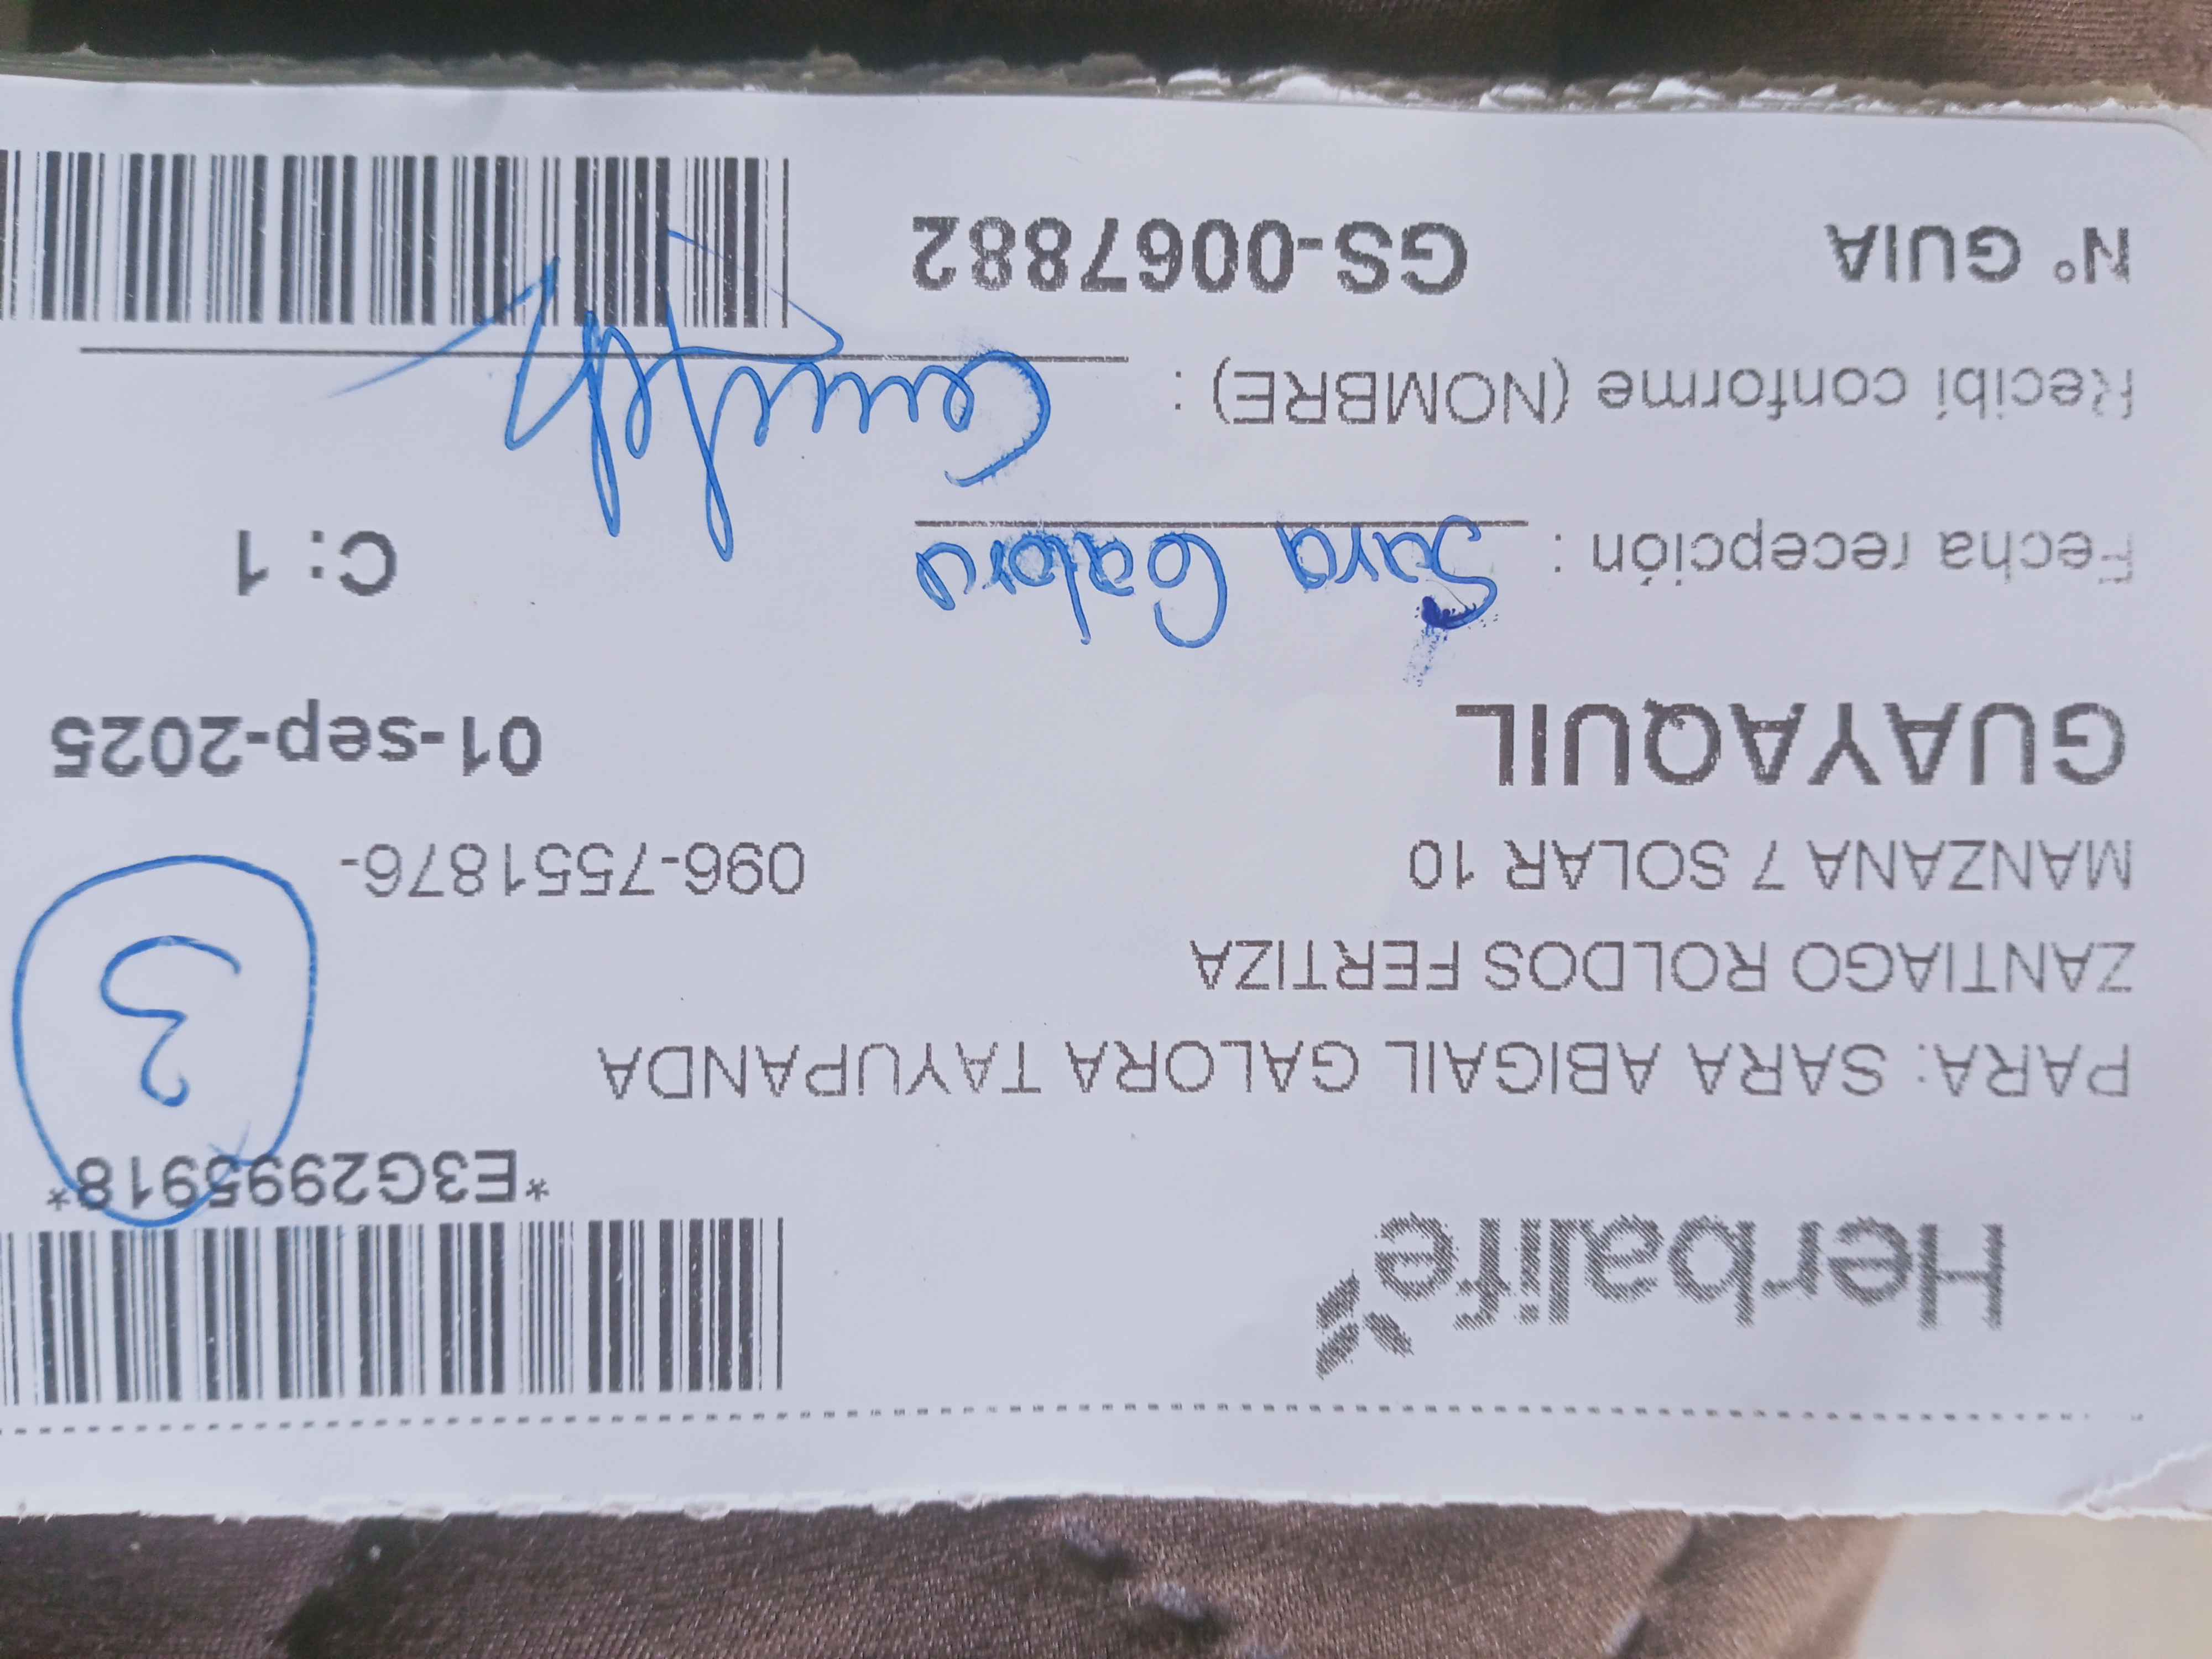 Herbalife
*E3G2995918*
PARA: SARA ABIGAIL GALORA TAYUPANDA
ZANTIAGO ROLDOS FERTIZA
MANZANA 7 SOLAR 10 096-7551876-
3
GUAYAQUIL 01-sep-2025
Fecha recepción : Sara Galora C: 1
Recibí conforme (NOMBRE) :
N° GUIA GS-0067882